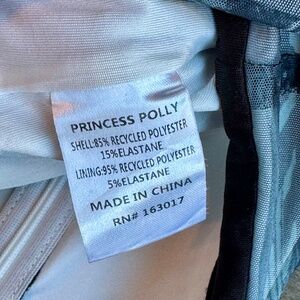 PRINCESS POLLY
SHELL:85% RECYCLED POLYESTER
15%ELASTANE
LINING:95% RECYCLED POLYESTER
5%ELASTANE
MADE IN CHINA
RN# 163017